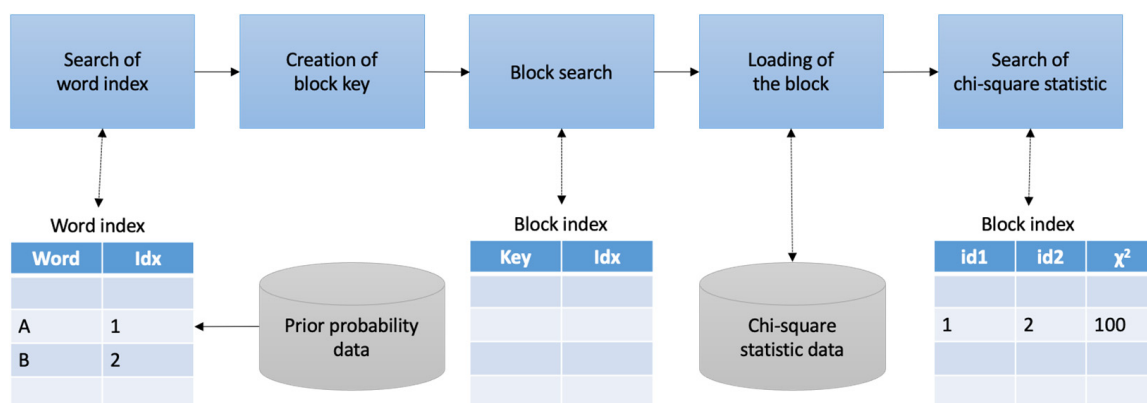 Search of
word index
Creation of
block key
Block search
Loading of
the block
Search of
chi-square statistic
Word index
Word Idx
A 1
B 2
Prior probability
data
Block index
Key Idx
Chi-square
statistic data
Block index
id1 id2 χ²
1 2 100